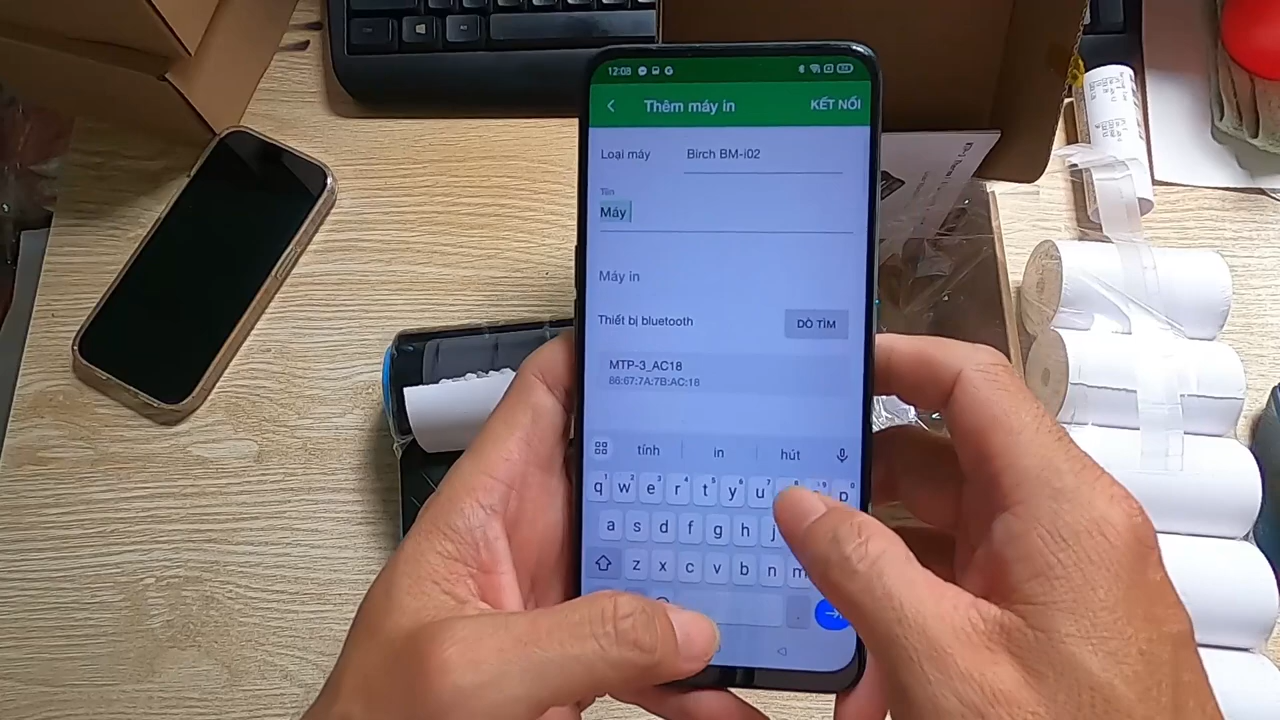 12:08
Thêm máy in KẾT NỐI
Loại máy Birch BM-i02
Tên
Máy
Máy in
Thiết bị bluetooth DÒ TÌM
MTP-3_AC18
86:67:7A:7B:AC:18
tính in hút
q w e r t y u p
a s d f g h j
z x c v b n m